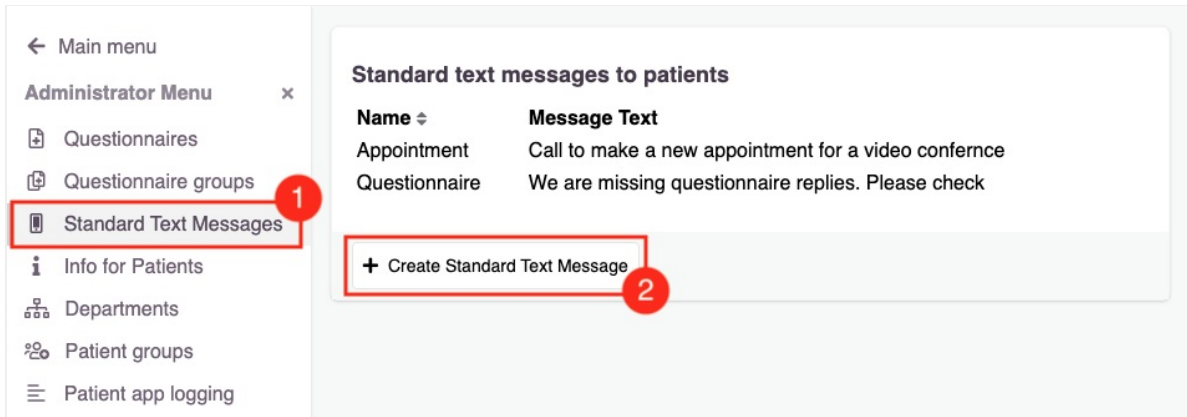 ← Main menu
Administrator Menu ×
Questionnaires
Questionnaire groups
1
Standard Text Messages
Info for Patients
Departments
Patient groups
Patient app logging
Standard text messages to patients
Name Message Text
Appointment Call to make a new appointment for a video confernce
Questionnaire We are missing questionnaire replies. Please check
+ Create Standard Text Message
2